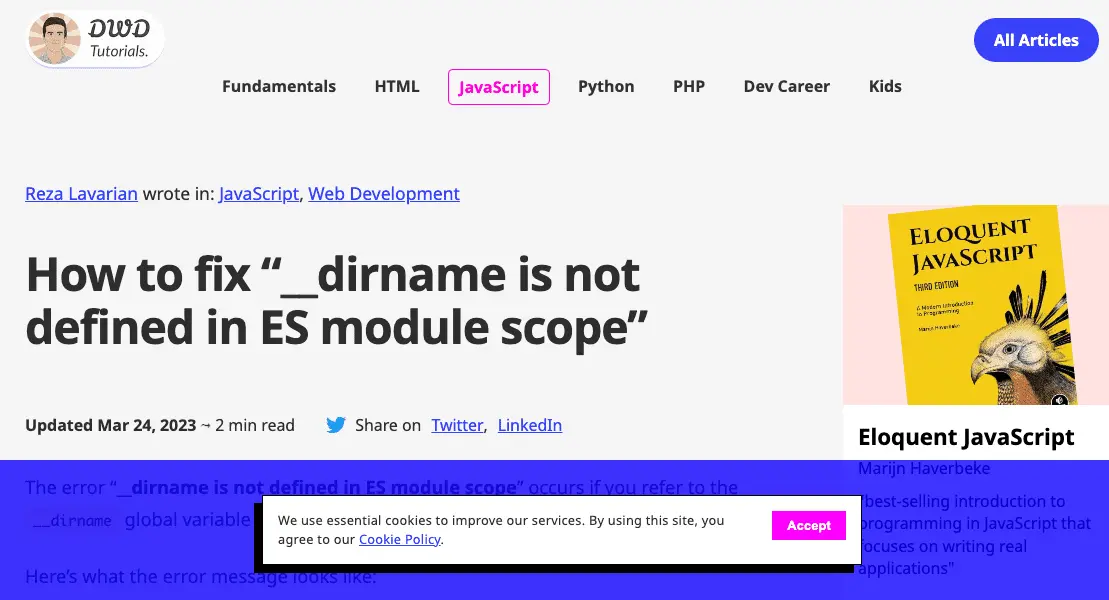 DWD
Tutorials.
All Articles
Fundamentals HTML JavaScript Python PHP Dev Career Kids
Reza Lavarian wrote in: JavaScript, Web Development
How to fix “__dirname is not
defined in ES module scope”
Updated Mar 24, 2023 ⤳ 2 min read
Share on Twitter, LinkedIn
The error “__dirname is not defined in ES module scope” occurs if you refer to the
__dirname global variable
Here’s what the error message looks like:
ELOQUENT
JAVASCRIPT
THIRD EDITION
A Modern Introduction
to Programming
Marijn Haverbeke
Eloquent JavaScript
Marijn Haverbeke
"best-selling introduction to
programming in JavaScript that
focuses on writing real
applications"
We use essential cookies to improve our services. By using this site, you
agree to our Cookie Policy.
Accept